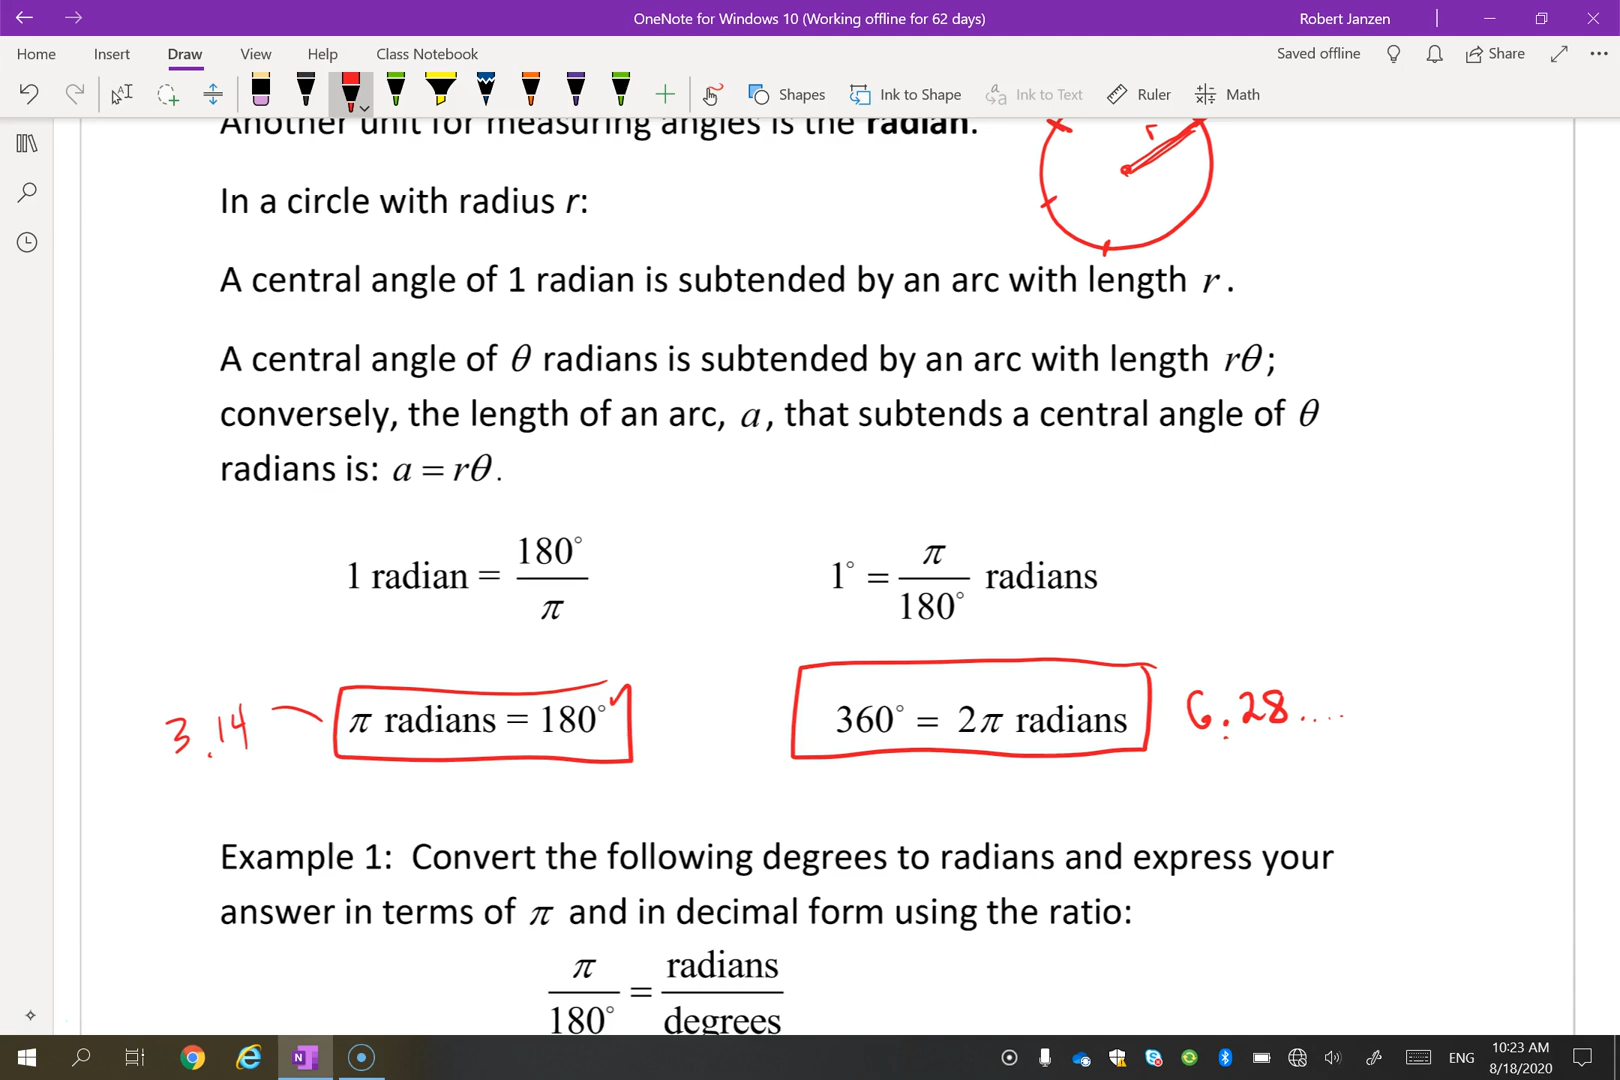 OneNote for Windows 10 (Working offline for 62 days)
Robert Janzen
Home Insert Draw View Help Class Notebook
Saved offline
Share
Shapes Ink to Shape Ink to Text Ruler Math
Another unit for measuring angles is the radian.
r
In a circle with radius r:
A central angle of 1 radian is subtended by an arc with length r.
A central angle of θ radians is subtended by an arc with length rθ;
conversely, the length of an arc, a, that subtends a central angle of θ
radians is: a = rθ.
1 radian = 180° / π
1° = π / 180° radians
3.14
π radians = 180°
360° = 2π radians
6.28....
Example 1: Convert the following degrees to radians and express your
answer in terms of π and in decimal form using the ratio:
π / 180° = radians / degrees
ENG
10:23 AM
8/18/2020